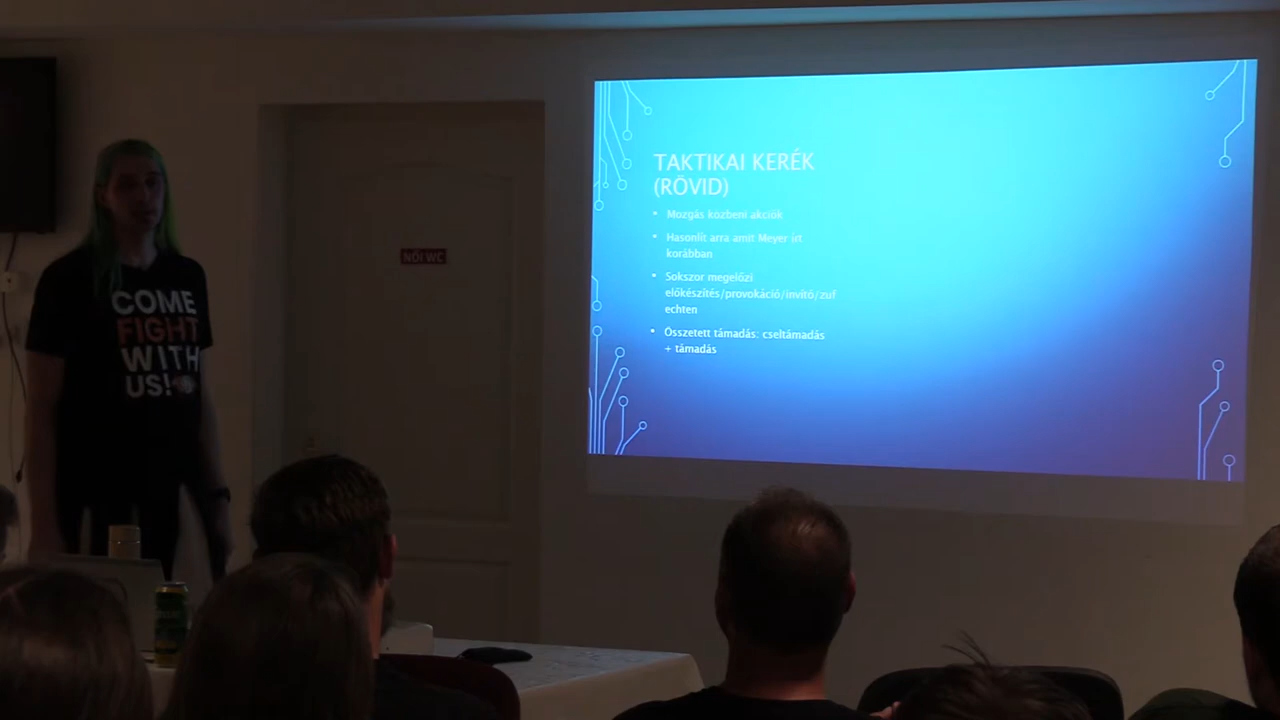 COME
FIGHT
WITH
US!
NŐI WC
TAKTIKAI KERÉK
(RÖVID)
Mozgás közbeni akciók
Hasonlít arra amit Meyer írt
korábban
Sokszor megelőzi
előkészítés/provokáció/invító/zuf
echten
Összetett támadás: cseltámadás
+ támadás